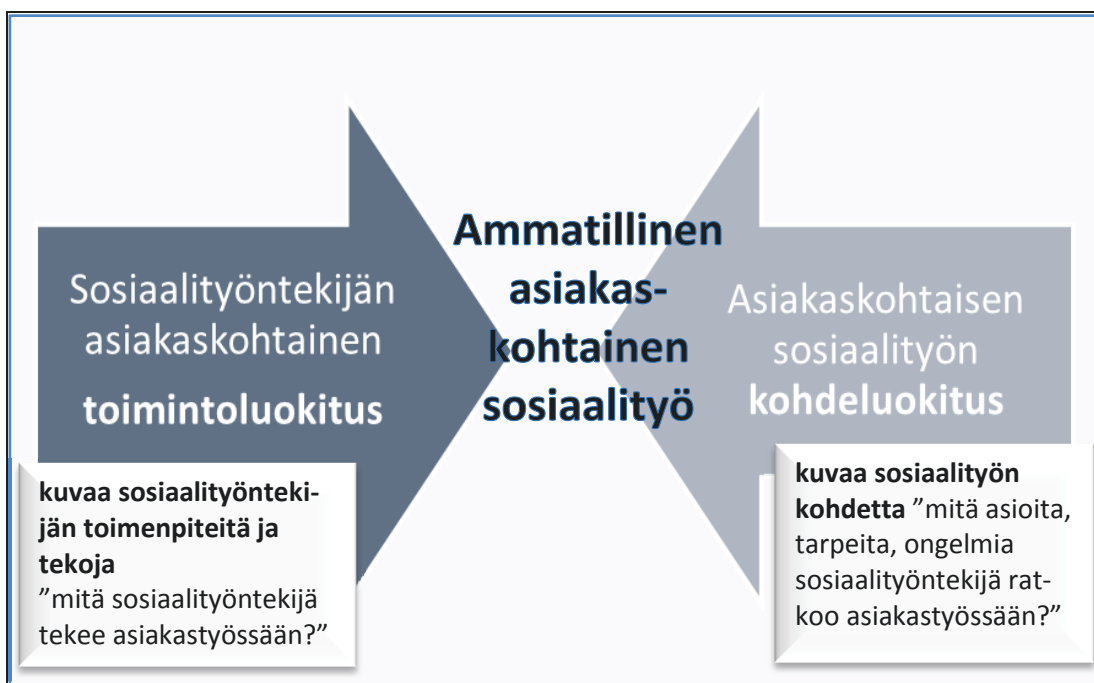 Sosiaalityöntekijän
asiakaskohtainen
toimintoluokitus
kuvaa sosiaalityönteki-
jän toimenpiteitä ja
tekoja
”mitä sosiaalityöntekijä
tekee asiakastyössään?”
Ammatillinen
asiakas-
kohtainen
sosiaalityö
Asiakaskohtaisen
sosiaalityön
kohdeluokitus
kuvaa sosiaalityön
kohdetta ”mitä asioita,
tarpeita, ongelmia
sosiaalityöntekijä rat-
koo asiakastyössään?”